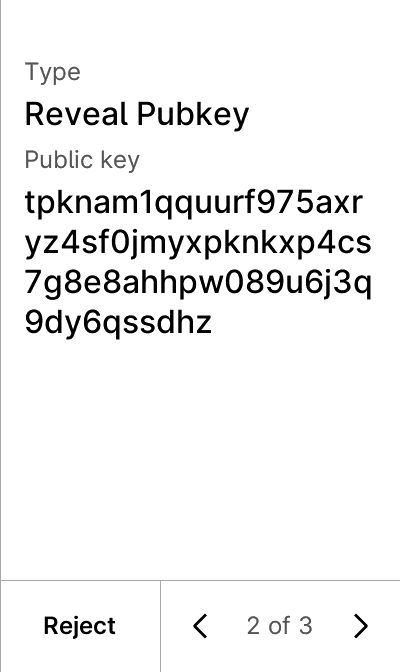 Type
Reveal Pubkey
Public key
tpknam1qquurf975axr
yz4sf0jmyxpknkxp4cs
7g8e8ahhpw089u6j3q
9dy6qssdhz
Reject
2 of 3